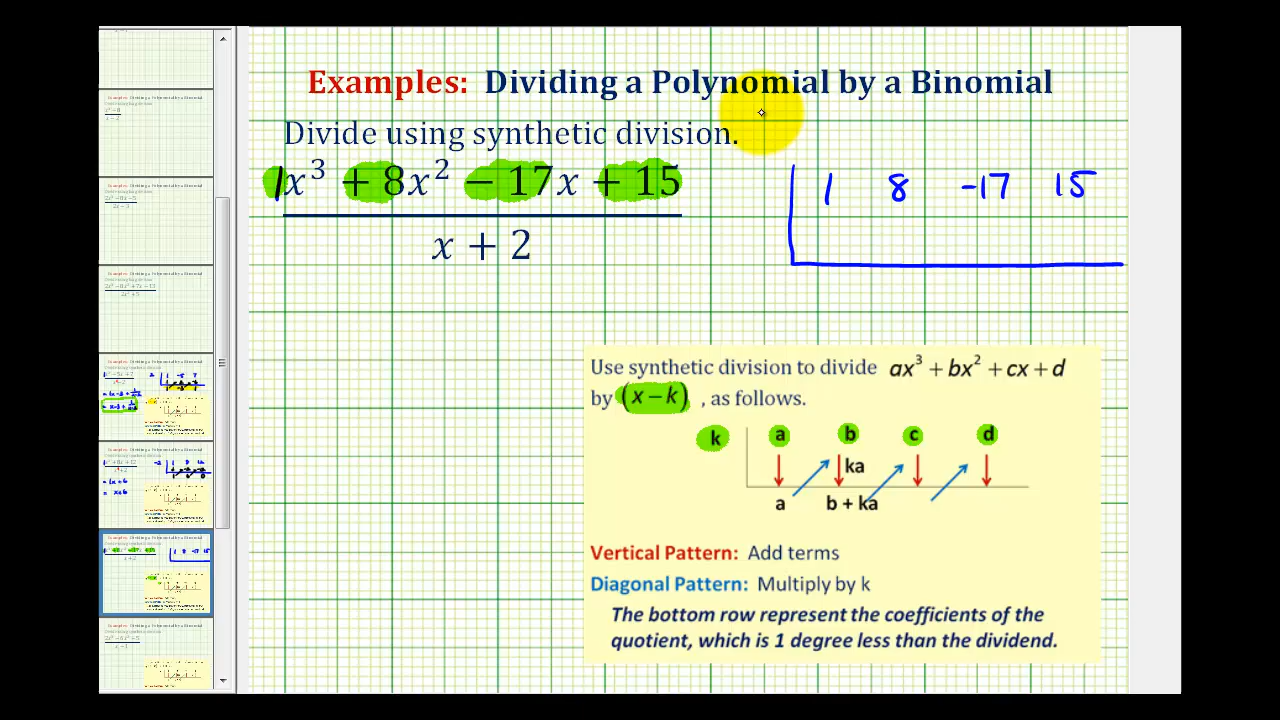 Examples: Dividing a Polynomial by a Binomial
Divide using synthetic division.
1x³ + 8x² − 17x + 15
x + 2
1 8 -17 15
Use synthetic division to divide ax³ + bx² + cx + d
by (x − k) , as follows.
k a b c d
ka
a b + ka
Vertical Pattern: Add terms
Diagonal Pattern: Multiply by k
The bottom row represent the coefficients of the
quotient, which is 1 degree less than the dividend.